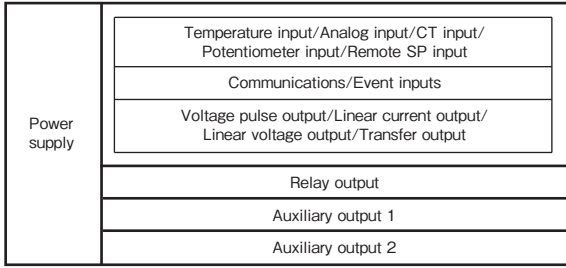 Power
supply
Temperature input/Analog input/CT input/
Potentiometer input/Remote SP input
Communications/Event inputs
Voltage pulse output/Linear current output/
Linear voltage output/Transfer output
Relay output
Auxiliary output 1
Auxiliary output 2